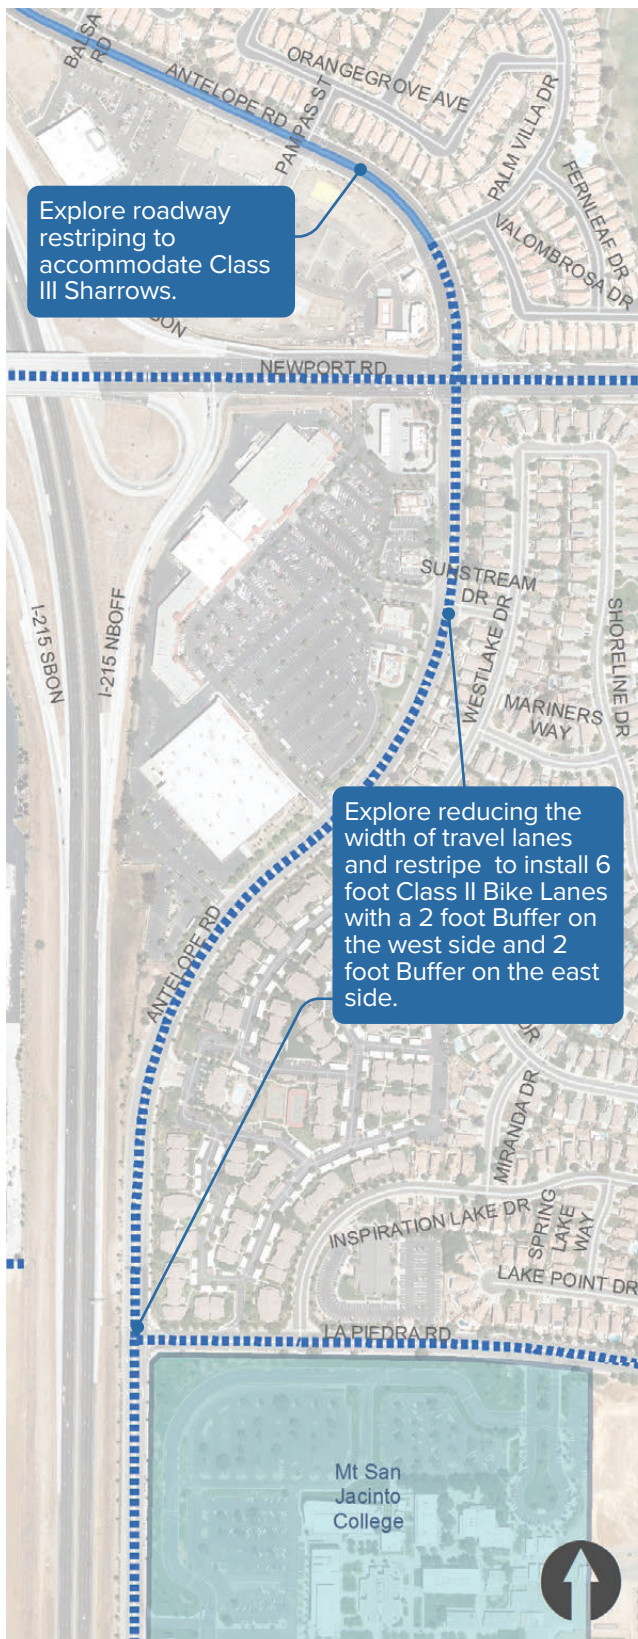 BALSA
RD
ANTELOPE RD
ORANGEGROVE AVE
PAMPAS ST
PALM VILLA DR
FERNLEAF DR
VALOMBROSA DR
Explore roadway
restriping to
accommodate Class
III Sharrows.
NEWPORT RD
SUNSTREAM
DR
WESTLAKE DR
SHORELINE DR
MARINERS
WAY
I-215 SBON
I-215 NBOFF
Explore reducing the
width of travel lanes
and restripe to install 6
foot Class II Bike Lanes
with a 2 foot Buffer on
the west side and 2
foot Buffer on the east
side.
ANTELOPE RD
DR
MIRANDA DR
INSPIRATION LAKE DR
SPRING
LAKE
WAY
LAKE POINT DR
LA PIEDRA RD
Mt San
Jacinto
College